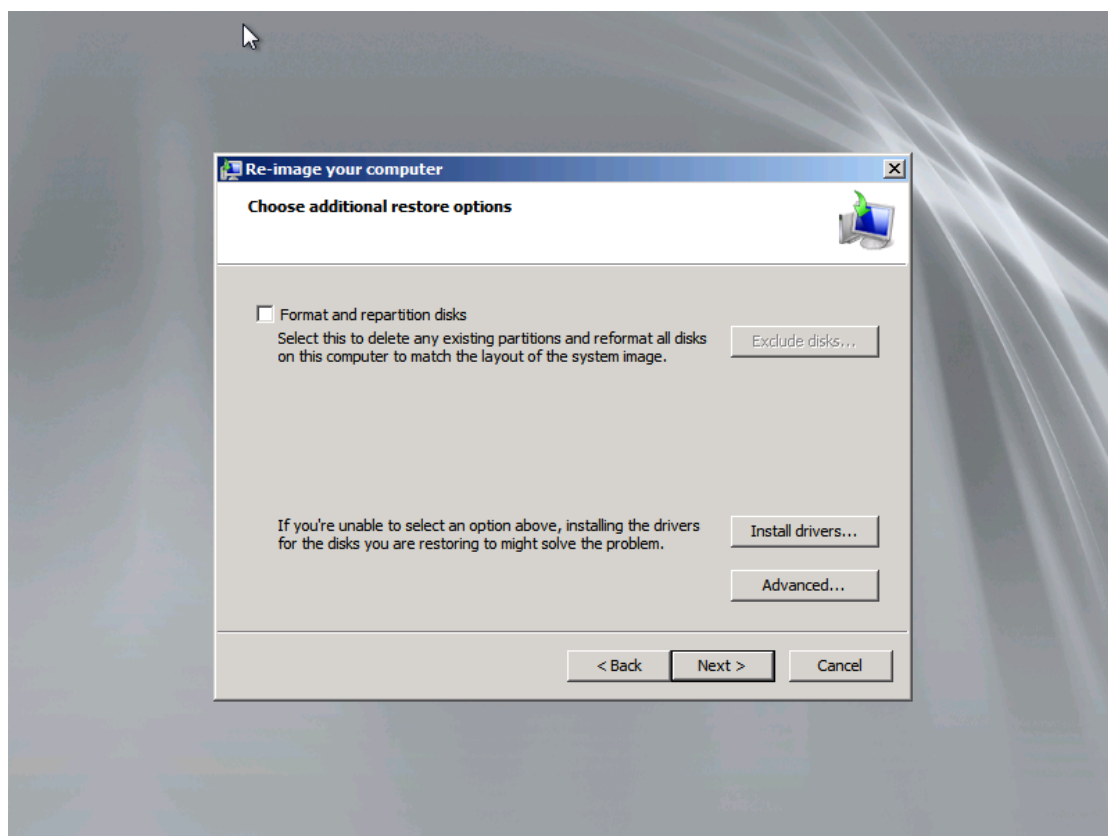 Re-image your computer
Choose additional restore options
Format and repartition disks
Select this to delete any existing partitions and reformat all disks
on this computer to match the layout of the system image.
Exclude disks...
If you're unable to select an option above, installing the drivers
for the disks you are restoring to might solve the problem.
Install drivers...
Advanced...
< Back
Next >
Cancel